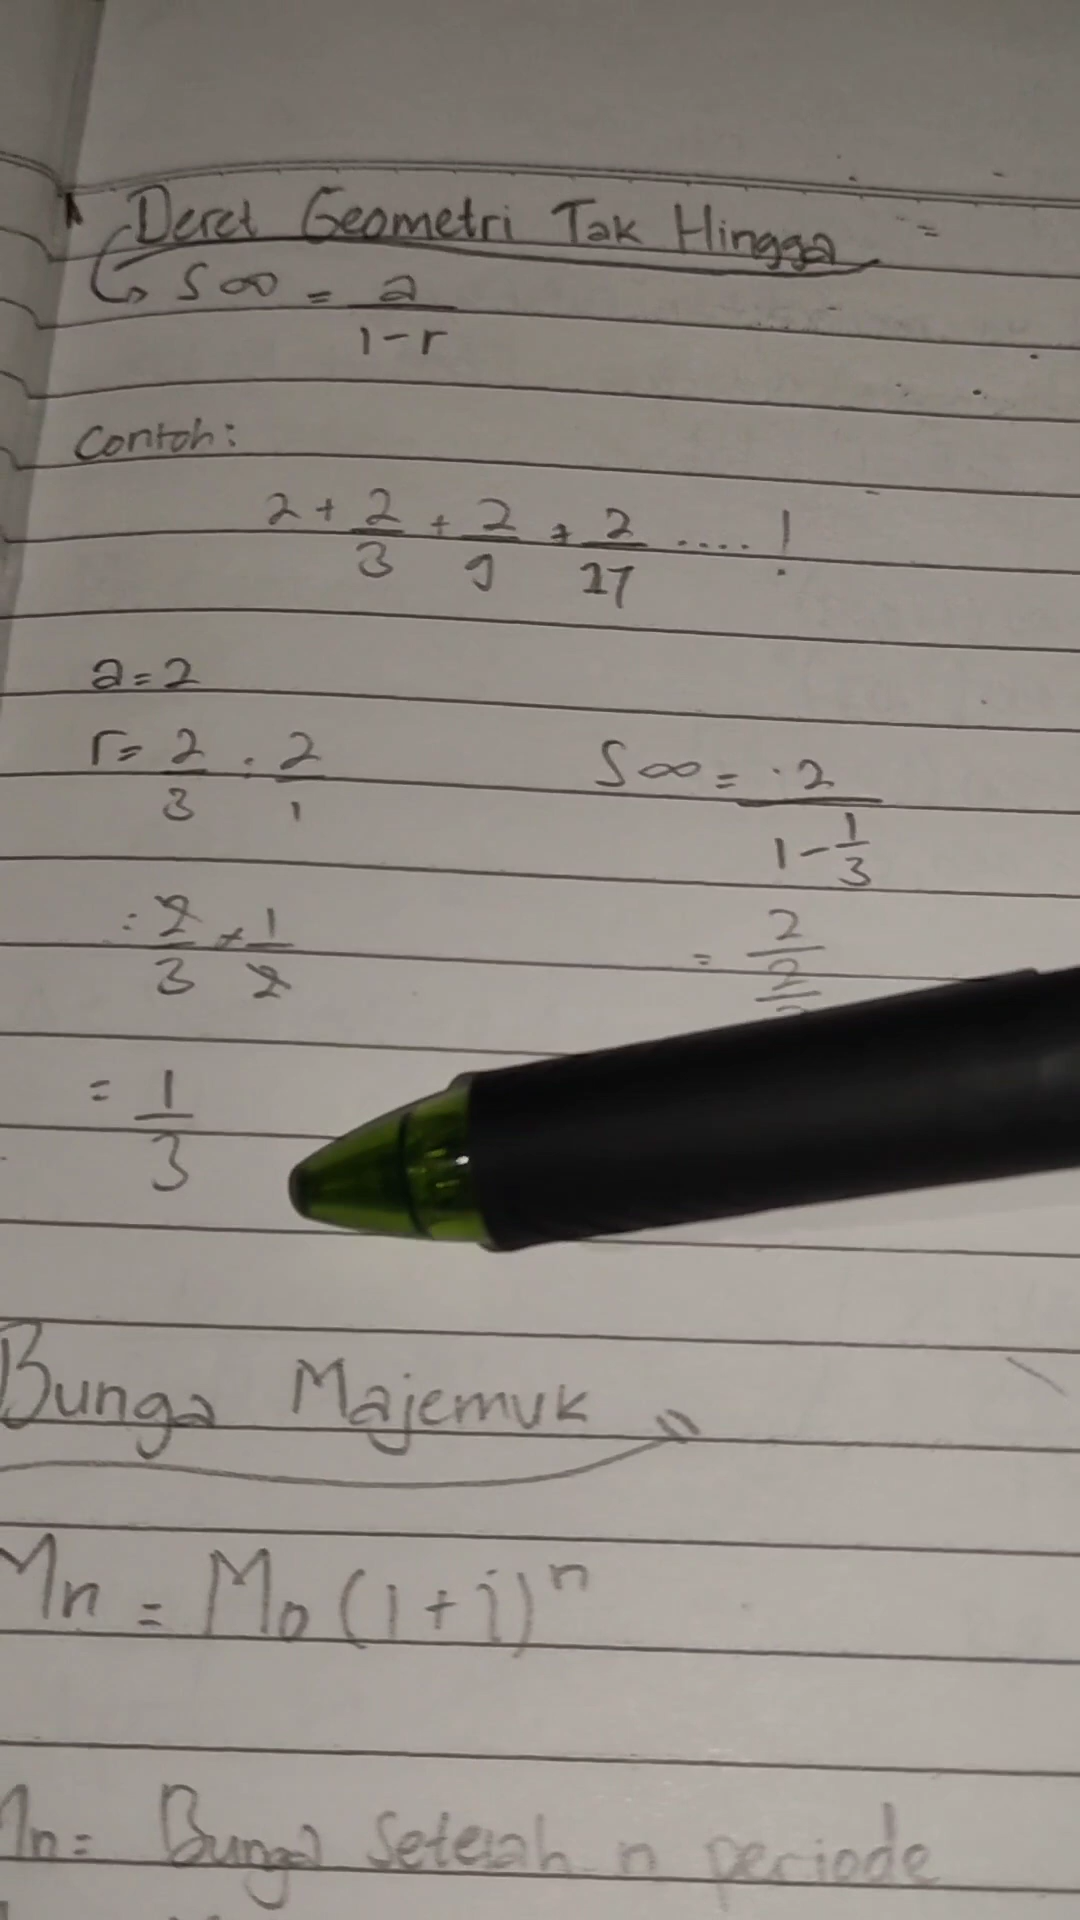 Deret Geometri Tak Hingga =
↳ S∞ = a/1-r
Contoh:
2 + 2/3 + 2/9 + 2/27 ....!
a = 2
r = 2/3 : 2/1
S∞ = 2/1-1/3
= 2/3 × 1/2
= 2/2
= 1/3
Bunga Majemuk
Mn = Mo (1+i)^n
Mn = Bunga Setelah n periode